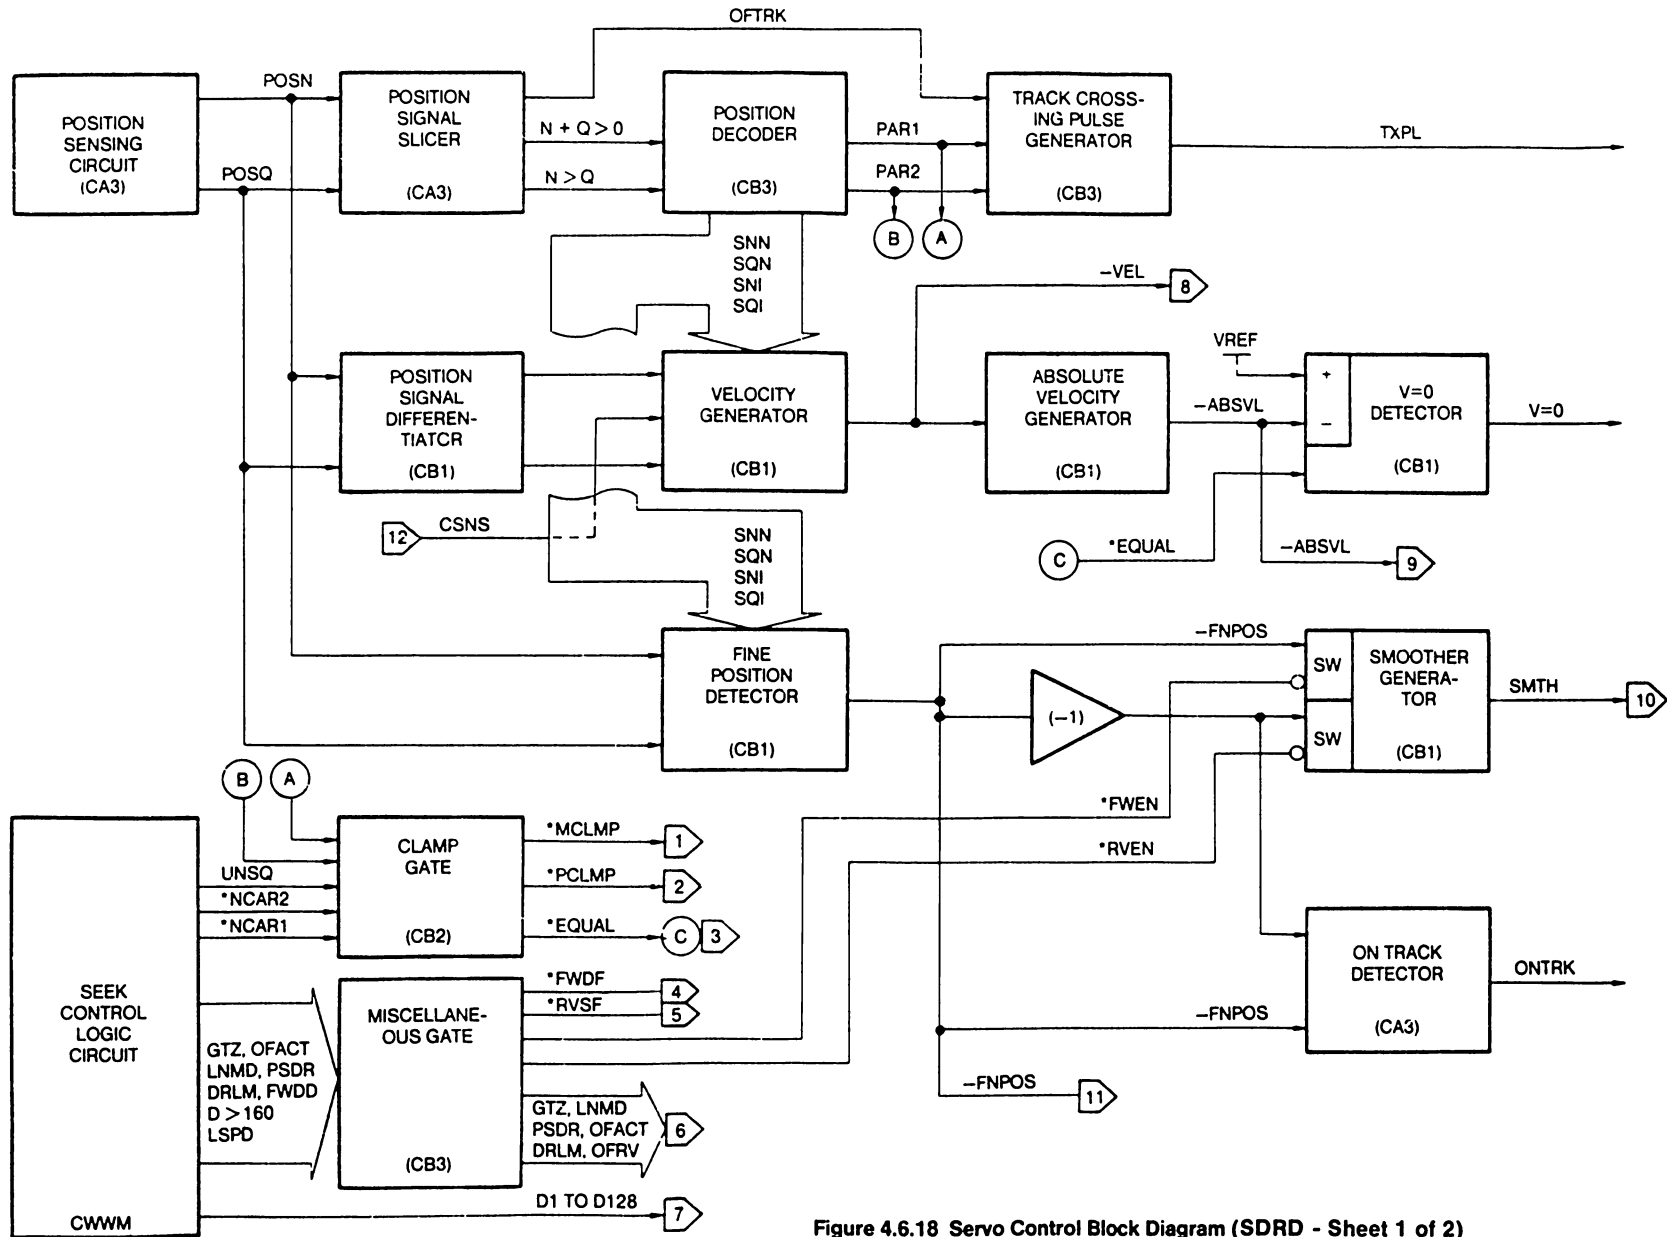 OFTRK
POSITION
SENSING
CIRCUIT
(CA3)
POSN
POSQ
POSITION
SIGNAL
SLICER
(CA3)
N + Q > 0
N > Q
POSITION
DECODER
(CB3)
PAR1
PAR2
B
A
TRACK CROSS-
ING PULSE
GENERATOR
(CB3)
TXPL
SNN
SQN
SNI
SQI
-VEL
8
POSITION
SIGNAL
DIFFEREN-
TIATCR
(CB1)
VELOCITY
GENERATOR
(CB1)
ABSOLUTE
VELOCITY
GENERATOR
(CB1)
-ABSVL
VREF
+
-
V=0
DETECTOR
(CB1)
V=0
12
CSNS
SNN
SQN
SNI
SQI
C
*EQUAL
-ABSVL
9
FINE
POSITION
DETECTOR
(CB1)
-FNPOS
(-1)
SW
SW
SMOOTHER
GENERA-
TOR
(CB1)
SMTH
10
*FWEN
*RVEN
B
A
UNSQ
*NCAR2
*NCAR1
CLAMP
GATE
(CB2)
*MCLMP
1
*PCLMP
2
*EQUAL
C
3
SEEK
CONTROL
LOGIC
CIRCUIT
CWWM
GTZ, OFACT
LNMD, PSDR
DRLM, FWDD
D > 160
LSPD
MISCELLANE-
OUS GATE
(CB3)
*FWDF
4
*RVSF
5
GTZ, LNMD
PSDR, OFACT
DRLM, OFRV
6
D1 TO D128
7
-FNPOS
ON TRACK
DETECTOR
(CA3)
ONTRK
-FNPOS
11
Figure 4.6.18 Servo Control Block Diagram (SDRD - Sheet 1 of 2)